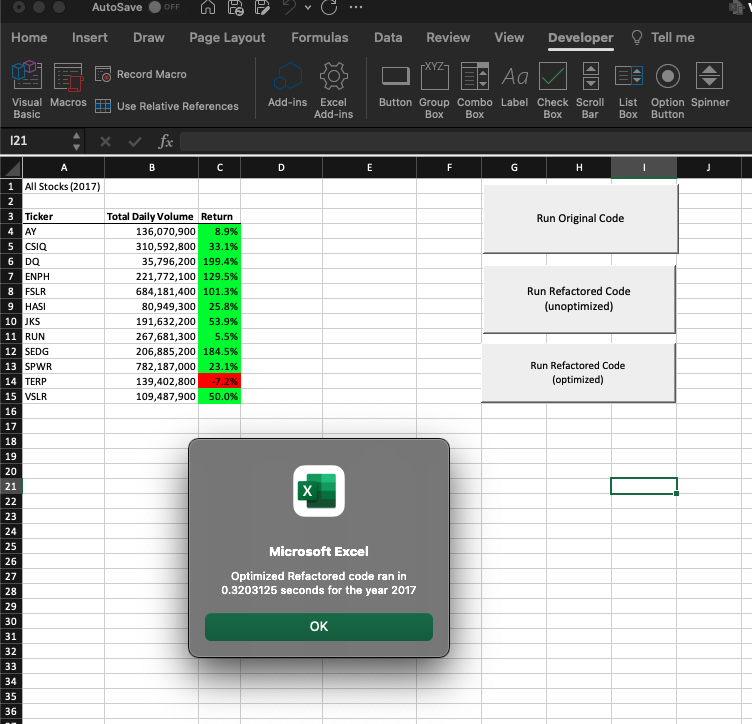 AutoSave OFF
Home Insert Draw Page Layout Formulas Data Review View Developer Tell me
Visual Basic
Macros
Record Macro
Use Relative References
Add-ins
Excel Add-ins
Button
Group Box
Combo Box
Label
Check Box
Scroll Bar
List Box
Option Button
Spinner
XYZ
Aa
I21
fx
A B C D E F G H I J
1 All Stocks (2017)
2
3 Ticker Total Daily Volume Return
4 AY 136,070,900 8.9%
5 CSIQ 310,592,800 33.1%
6 DQ 35,796,200 199.4%
7 ENPH 221,772,100 129.5%
8 FSLR 684,181,400 101.3%
9 HASI 80,949,300 25.8%
10 JKS 191,632,200 53.9%
11 RUN 267,681,300 5.5%
12 SEDG 206,885,200 184.5%
13 SPWR 782,187,000 23.1%
14 TERP 139,402,800 -7.2%
15 VSLR 109,487,900 50.0%
16
17
18
19
20
21
22
23
24
25
26
27
28
29
30
31
32
33
34
35
36
Run Original Code
Run Refactored Code
(unoptimized)
Run Refactored Code
(optimized)
X
Microsoft Excel
Optimized Refactored code ran in
0.3203125 seconds for the year 2017
OK